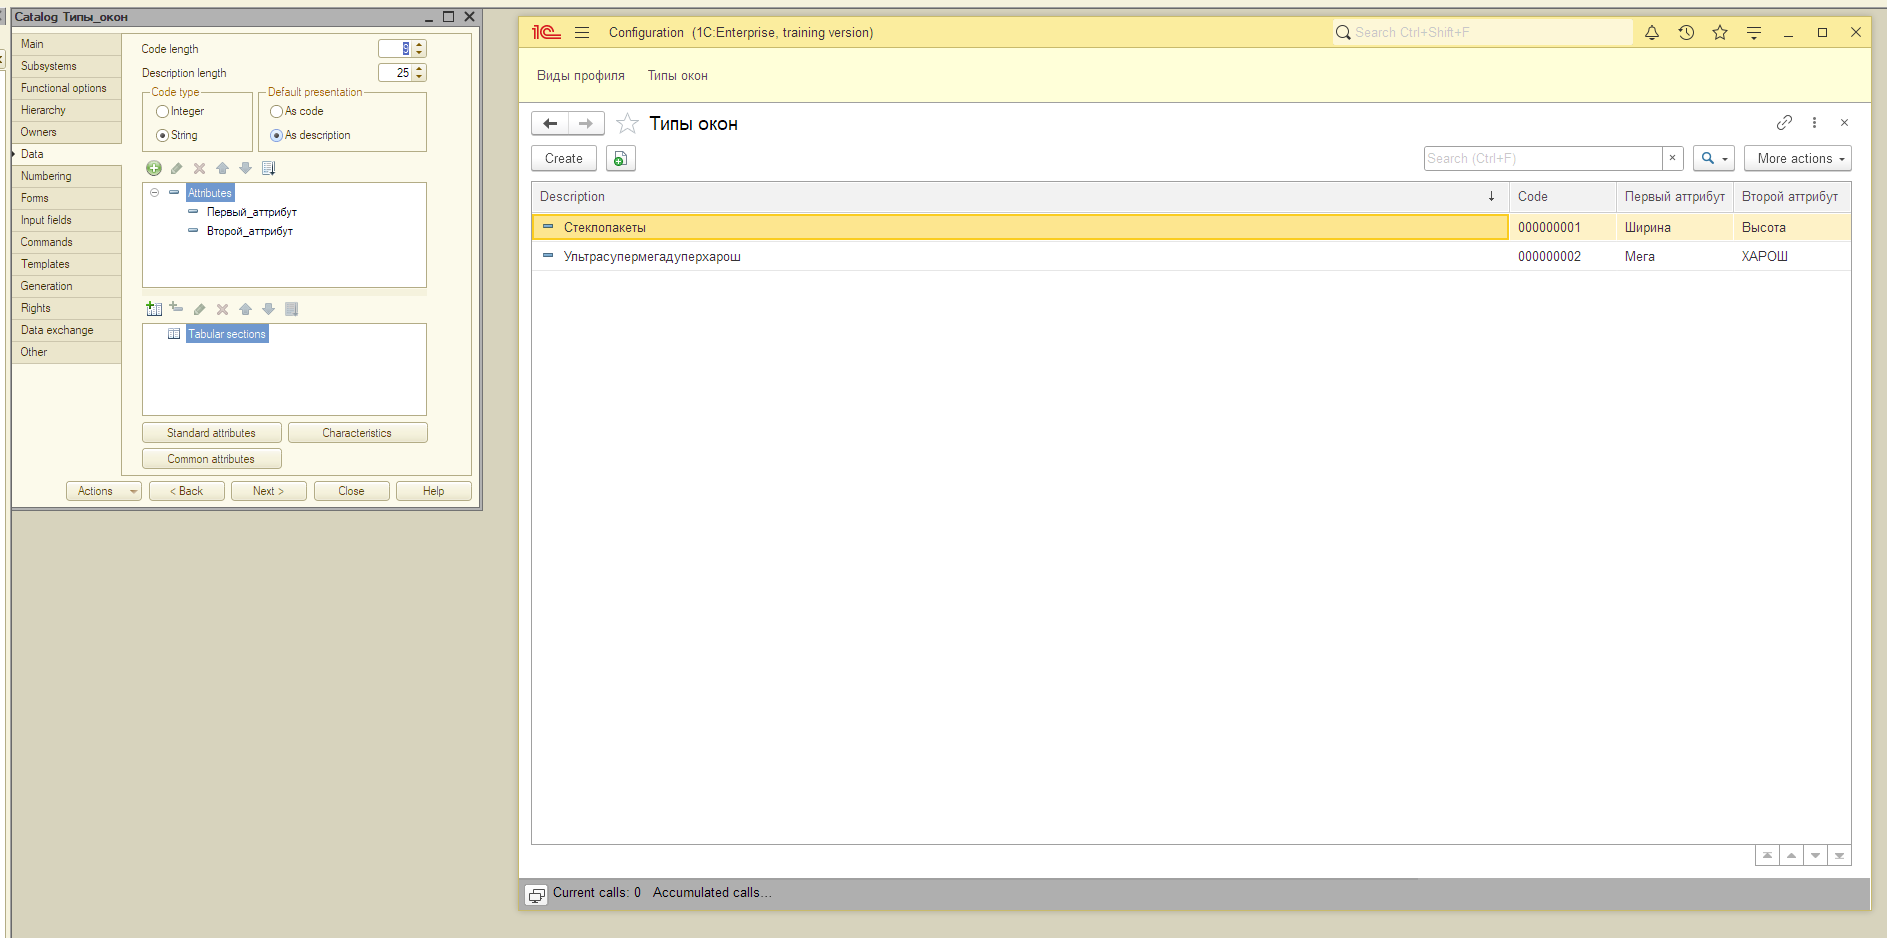 Catalog Типы_окон
Main
Subsystems
Functional options
Hierarchy
Owners
Data
Numbering
Forms
Input fields
Commands
Templates
Generation
Rights
Data exchange
Other
Code length 9
Description length 25
Code type
Integer
String
Default presentation
As code
As description
Attributes
Первый_аттрибут
Второй_аттрибут
Tabular sections
Standard attributes Characteristics
Common attributes
Actions < Back Next > Close Help
1С Configuration (1C:Enterprise, training version) Search Ctrl+Shift+F
Виды профиля Типы окон
Типы окон
Create Search (Ctrl+F) × More actions
Description ↓ Code Первый аттрибут Второй аттрибут
Стеклопакеты 000000001 Ширина Высота
Ультрасупермегадуперхарош 000000002 Мега ХАРОШ
Current calls: 0 Accumulated calls...